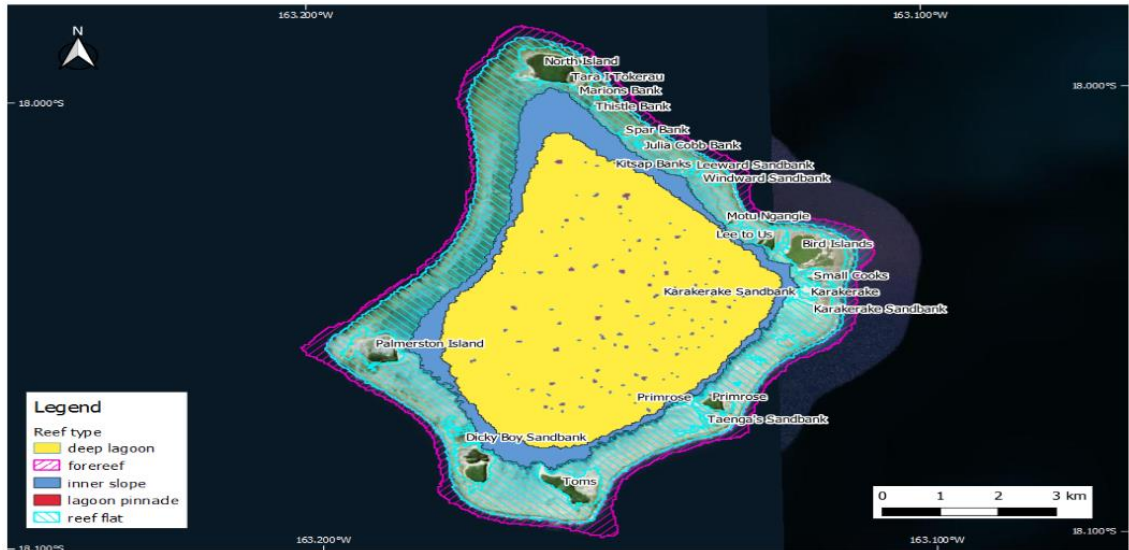 163.200°W
163.100°W
N
18.000°S
18.000°S
North Island
Tara I Tokerau
Marions Bank
Thistle Bank
Spar Bank
Julia Cobb Bank
Kitsap Banks
Leeward Sandbank
Windward Sandbank
Motu Ngangie
Lee to Us
Bird Islands
Small Cooks
Karakerake Sandbank
Karakerake
Karakerake Sandbank
Palmerston Island
Primrose
Primrose
Taenga's Sandbank
Dicky Boy Sandbank
Toms
Legend
Reef type
deep lagoon
forereef
inner slope
lagoon pinnade
reef flat
0 1 2 3 km
18.100°S
18.100°S
163.200°W
163.100°W